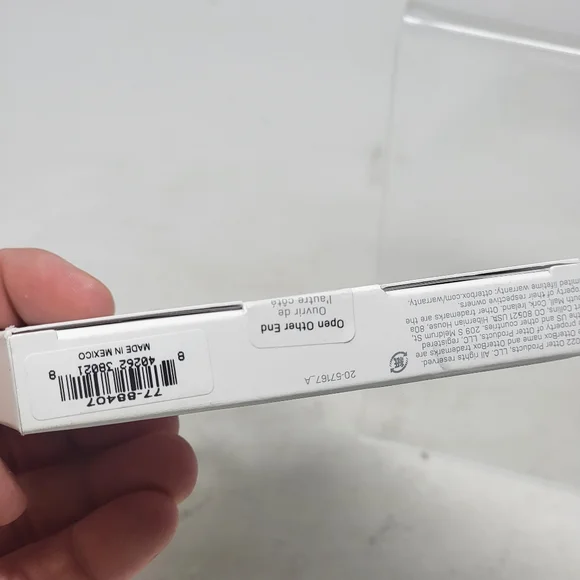 2022 Otter Products, LLC. All rights reserved.
OtterBox name and OtterBox trademarks are the
property of Otter Products, LLC, registered
US and other countries. 209 S Meldrum St.
Collins CO 80521 USA. Hibernian House, 80a
Mall, Cork, Ireland. Other trademarks are the
property of their respective owners.
limited lifetime warranty: otterbox.com/warranty.
20-57167_A
Open Other End
Ouvrir de
l'autre côté
77-88407
8 40262 38021 8
MADE IN MEXICO